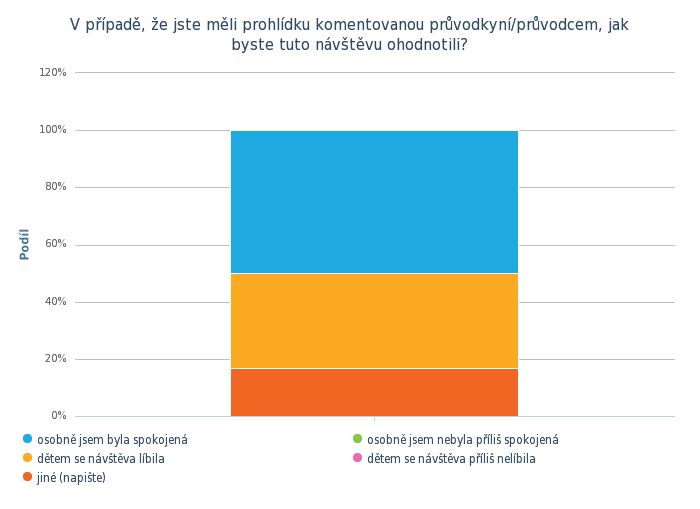 V případě, že jste měli prohlídku komentovanou průvodkyní/průvodcem, jak
byste tuto návštěvu ohodnotili?
120%
100%
80%
60%
40%
20%
0%
Podíl
osobně jsem byla spokojená
osobně jsem nebyla příliš spokojená
dětem se návštěva líbila
dětem se návštěva příliš nelíbila
jiné (napište)